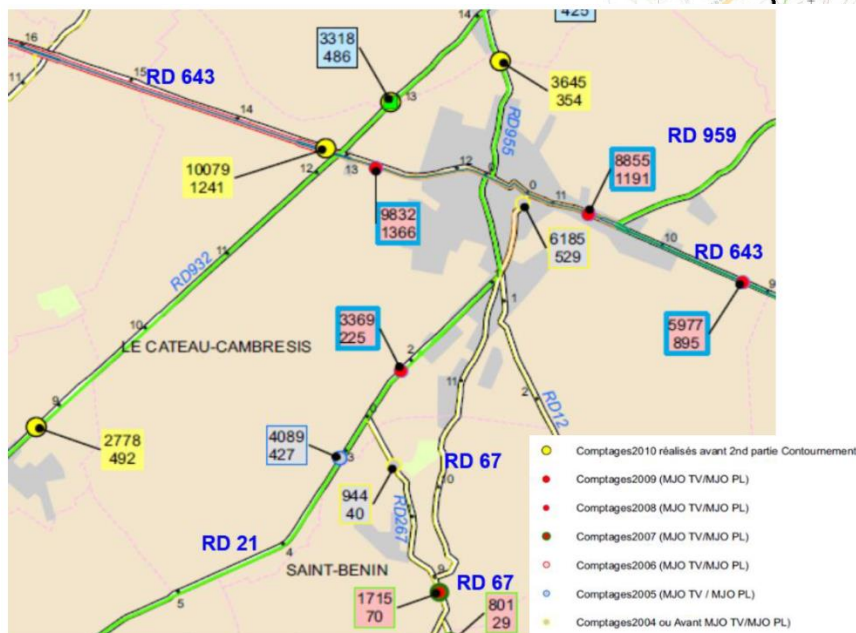 425
14
3318
486
16
RD 643
15
11
13
3645
354
14
RD955
RD 959
10079
1241
12
13
12
0
0
11
8855
1191
9832
1366
6185
529
10
RD 643
9
11
RD932
5977
895
1
3369
225
2
10
LE CATEAU-CAMBRESIS
11
2
RD12
9
0
2778
492
4089
427
3
944
40
RD 67
10
RD267
RD 21
4
SAINT-BENIN
9
RD 67
5
1715
70
801
29
Comptages2010 réalisés avant 2nd partie Contournement
Comptages2009 (MJO TV/MJO PL)
Comptages2008 (MJO TV/MJO PL)
Comptages2007 (MJO TV/MJO PL)
Comptages2006 (MJO TV/MJO PL)
Comptages2005 (MJO TV / MJO PL)
Comptages2004 ou Avant MJO TV/MJO PL)